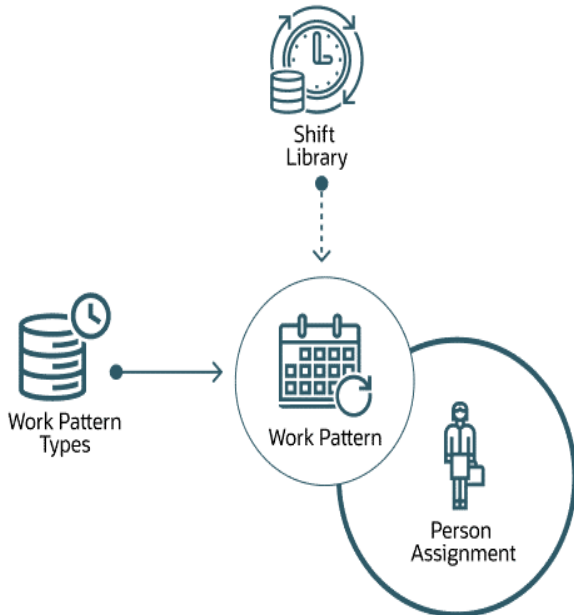 Shift
Library
Work Pattern
Types
Work Pattern
Person
Assignment